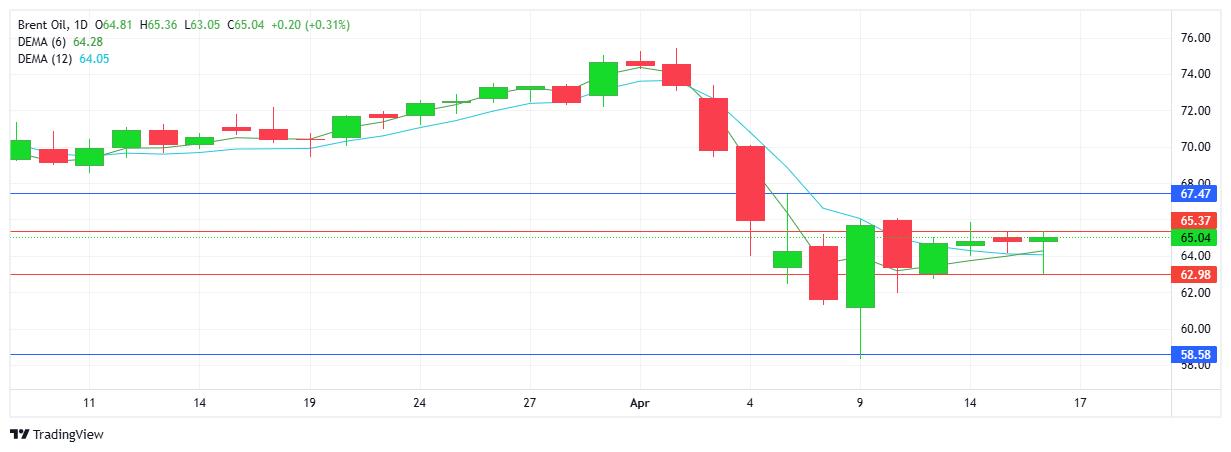 Brent Oil, 1D O64.81 H65.36 L63.05 C65.04 +0.20 (+0.31%)
DEMA (6) 64.28
DEMA (12) 64.05
76.00
74.00
72.00
70.00
68.00
67.47
65.37
65.04
64.00
62.98
62.00
60.00
58.58
58.00
11 14 19 24 27 Apr 4 9 14 17
TradingView